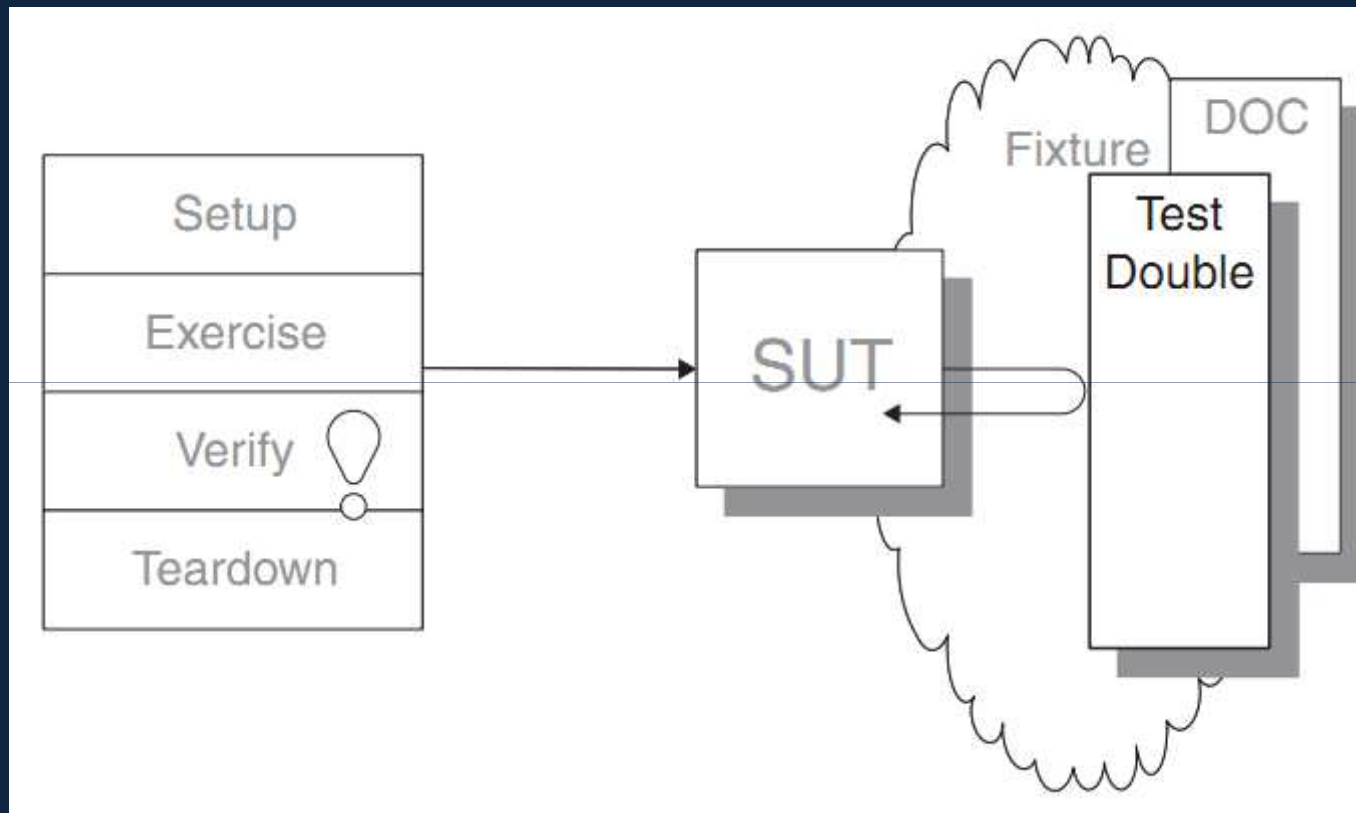 Setup
Exercise
Verify
Teardown
SUT
Fixture
DOC
Test
Double